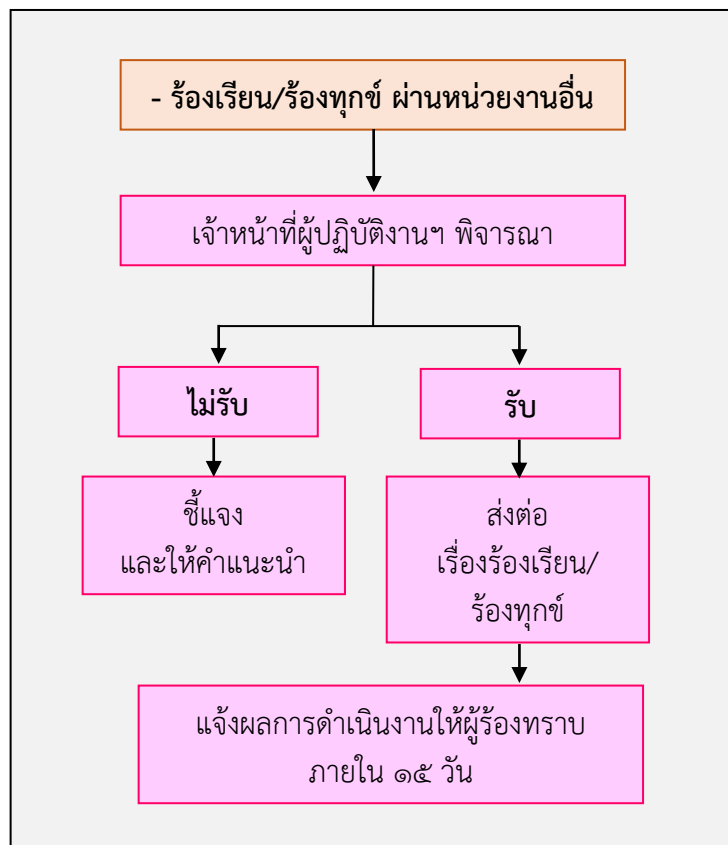 - ร้องเรียน/ร้องทุกข์ ผ่านหน่วยงานอื่น
เจ้าหน้าที่ผู้ปฏิบัติงานฯ พิจารณา
ไม่รับ
รับ
ชี้แจง
และให้คำแนะนำ
ส่งต่อ
เรื่องร้องเรียน/
ร้องทุกข์
แจ้งผลการดำเนินงานให้ผู้ร้องทราบ
ภายใน ๑๕ วัน